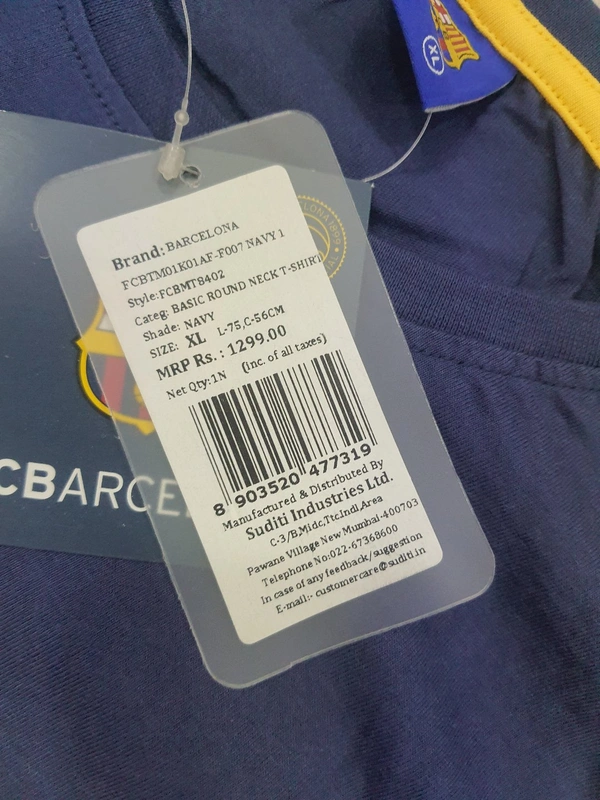 XL
Brand: BARCELONA
FCBTM01K01AF-F007 NAVY 1
Style:FCBMT8402
Categ: BASIC ROUND NECK T-SHIRT
Shade: NAVY
SIZE: XL L-75,C-56CM
MRP Rs.: 1299.00
Net Qty:1N (Inc. of all taxes)
8 903520 477319
Manufactured & Distributed By
Suditi Industries Ltd.
C-3/B,Midc,Ttc.Indl.Area
Pawane Village New Mumbai-400703
Telephone No:022-67368600
In case of any feedback/suggestion
E-mail:- customercare@suditi.in
CBARCE